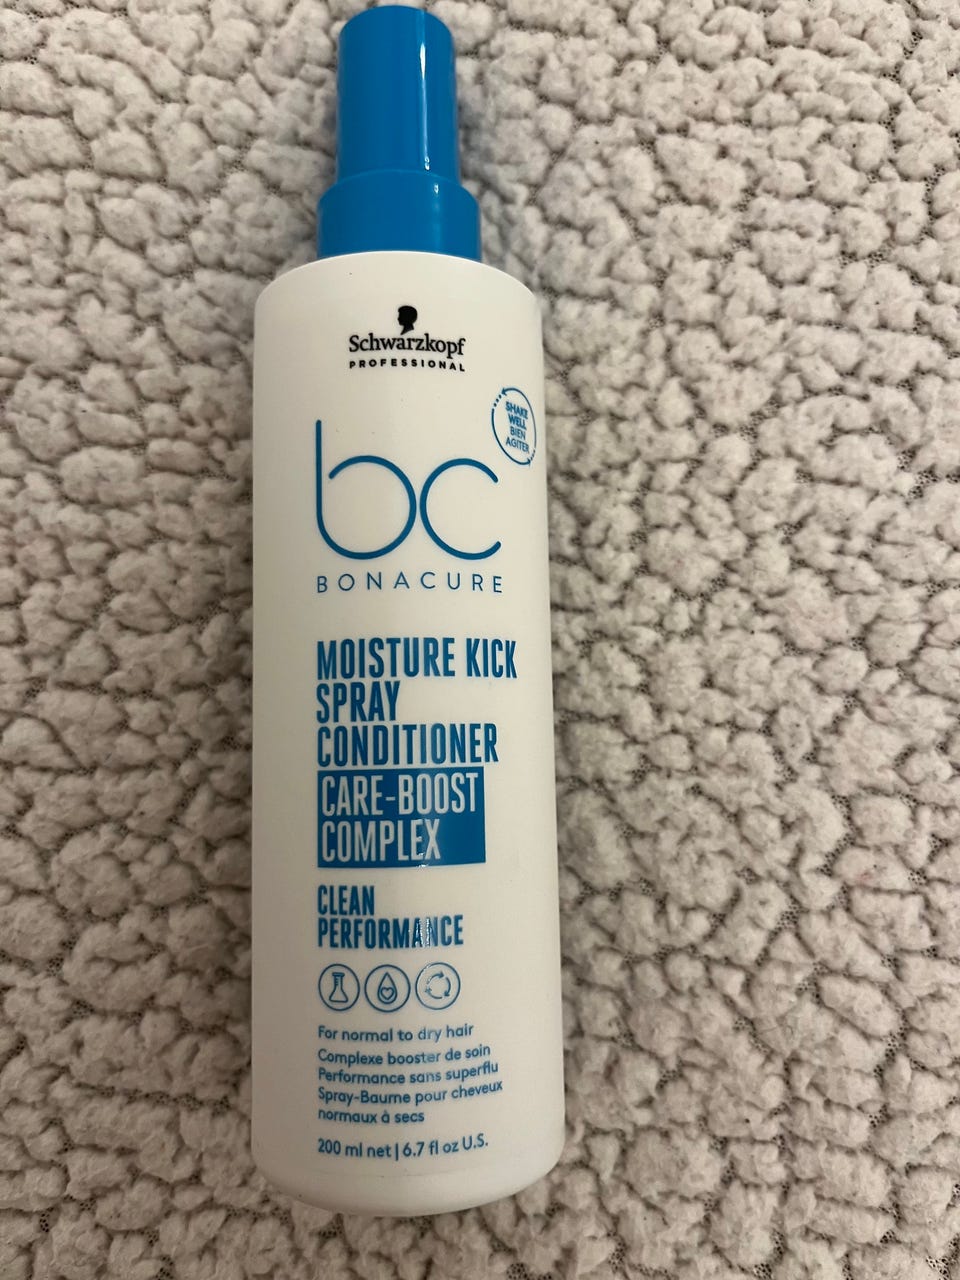 Schwarzkopf
PROFESSIONAL
SHAKE
WELL
BIEN
AGITER
bc
BONACURE
MOISTURE KICK
SPRAY
CONDITIONER
CARE-BOOST
COMPLEX
CLEAN
PERFORMANCE
For normal to dry hair
Complexe booster de soin
Performance sans superflu
Spray-Baume pour cheveux
normaux à secs
200 ml net | 6.7 fl oz U.S.